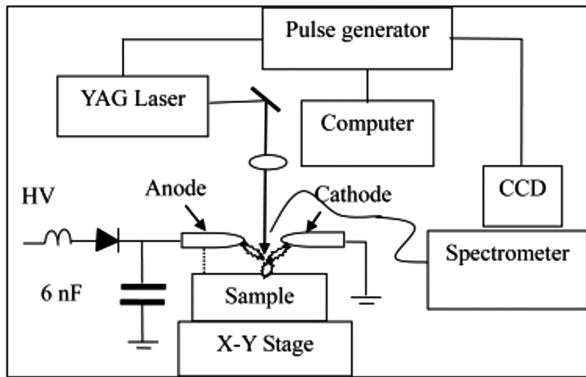 Pulse generator
YAG Laser
Computer
Anode
Cathode
CCD
HV
Spectrometer
6 nF
Sample
X-Y Stage